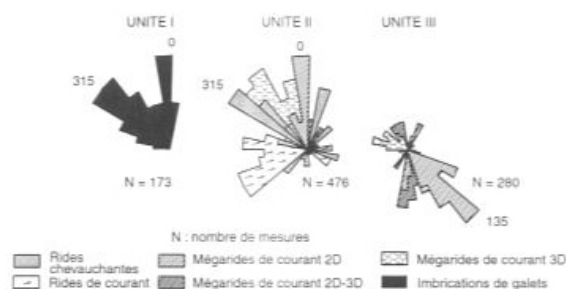 UNITE I UNITE II UNITE III
0 0
315 315
N = 173 N = 476 N = 280
135
N : nombre de mesures
Rides chevauchantes Mégarides de courant 2D Mégarides de courant 3D
Rides de courant Mégarides de courant 2D-3D Imbrications de galets